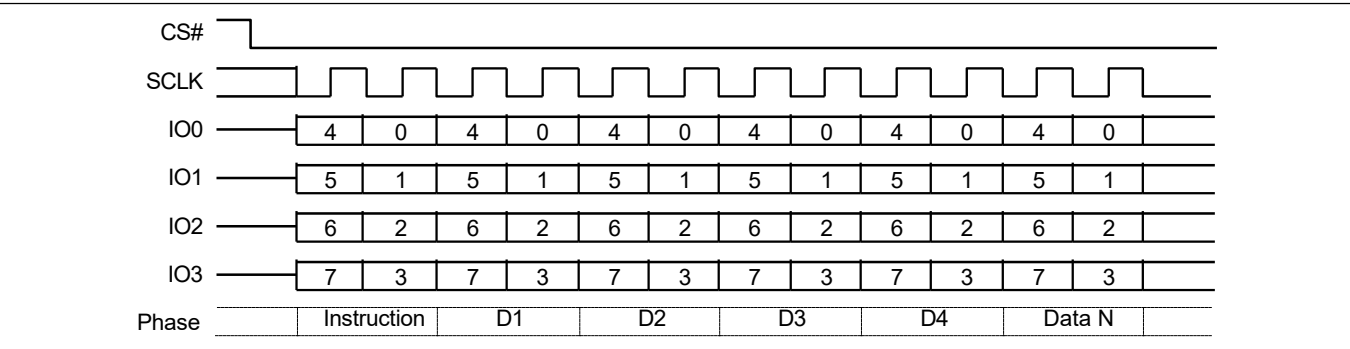 CS#
SCLK
IO0 4 0 4 0 4 0 4 0 4 0 4 0
IO1 5 1 5 1 5 1 5 1 5 1 5 1
IO2 6 2 6 2 6 2 6 2 6 2 6 2
IO3 7 3 7 3 7 3 7 3 7 3 7 3
Phase Instruction D1 D2 D3 D4 Data N